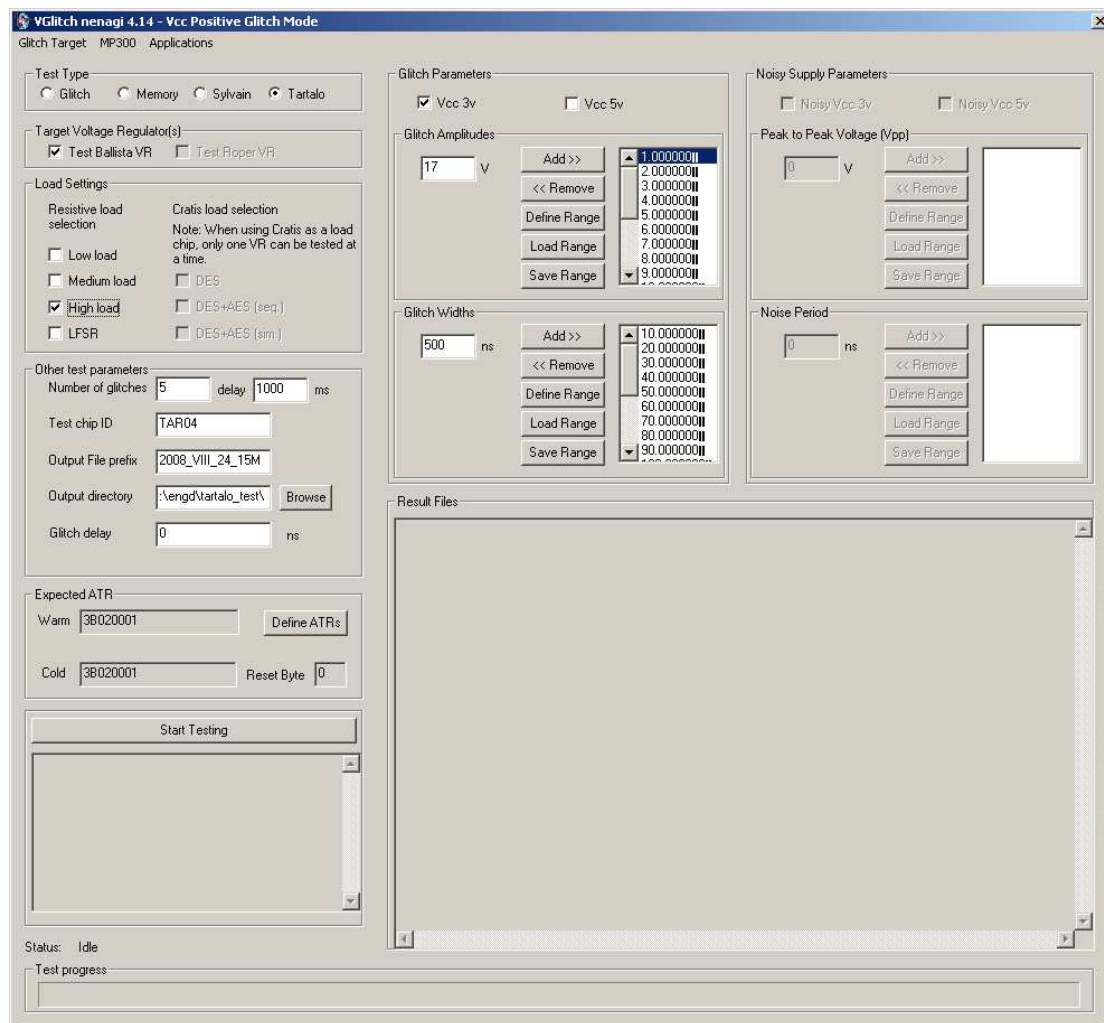 VGlitch nenagi 4.14 - Vcc Positive Glitch Mode
Glitch Target MP300 Applications
Test Type
Glitch Memory Sylvain Tartalo
Target Voltage Regulator(s)
Test Ballista VR Test Roper VR
Load Settings
Resistive load
selection
Low load
Medium load
High load
LFSR
Cratis load selection
Note: When using Cratis as a load
chip, only one VR can be tested at
a time.
DES
DES+AES (seq.)
DES+AES (sim.)
Other test parameters
Number of glitches 5 delay 1000 ms
Test chip ID TAR04
Output File prefix 2008_VIII_24_15M
Output directory :\engd\tartalo_test\ Browse
Glitch delay 0 ns
Expected ATR
Warm 3B020001 Define ATRs
Cold 3B020001 Reset Byte 0
Start Testing
Status: Idle
Test progress
Glitch Parameters
Vcc 3v Vcc 5v
Glitch Amplitudes
17 V
Add >>
<< Remove
Define Range
Load Range
Save Range
1.000000
2.000000
3.000000
4.000000
5.000000
6.000000
7.000000
8.000000
9.000000
Glitch Widths
500 ns
Add >>
<< Remove
Define Range
Load Range
Save Range
10.000000
20.000000
30.000000
40.000000
50.000000
60.000000
70.000000
80.000000
90.000000
Noisy Supply Parameters
Noisy Vcc 3v Noisy Vcc 5v
Peak to Peak Voltage (Vpp)
0 V
Add >>
<< Remove
Define Range
Load Range
Save Range
Noise Period
0 ns
Add >>
<< Remove
Define Range
Load Range
Save Range
Result Files